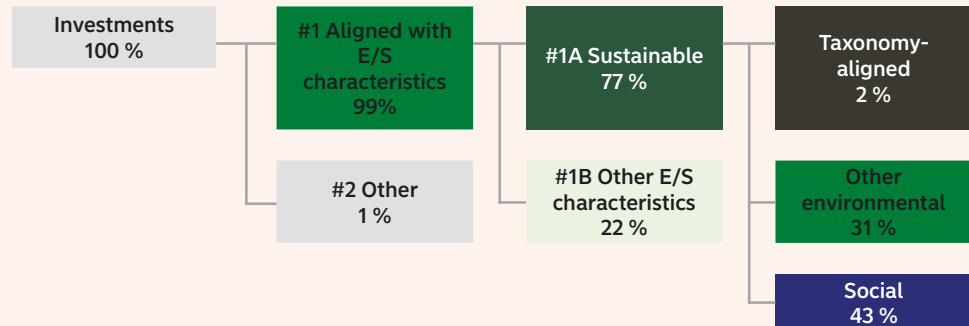 Investments
100 %
#1 Aligned with
E/S
characteristics
99%
#1A Sustainable
77 %
Taxonomy-
aligned
2 %
#2 Other
1 %
#1B Other E/S
characteristics
22 %
Other
environmental
31 %
Social
43 %